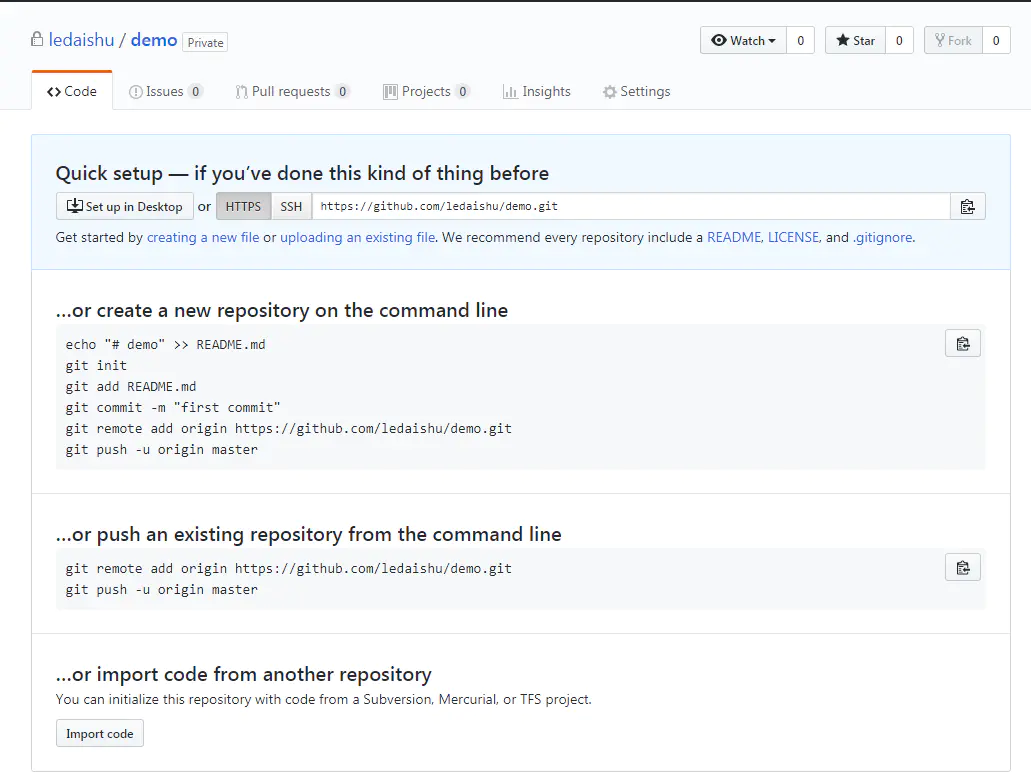 ledaishu / demo Private
Watch 0 Star 0 Fork 0
Code Issues 0 Pull requests 0 Projects 0 Insights Settings
Quick setup — if you’ve done this kind of thing before
Set up in Desktop or HTTPS SSH https://github.com/ledaishu/demo.git
Get started by creating a new file or uploading an existing file. We recommend every repository include a README, LICENSE, and .gitignore.
…or create a new repository on the command line
echo "# demo" >> README.md
git init
git add README.md
git commit -m "first commit"
git remote add origin https://github.com/ledaishu/demo.git
git push -u origin master
…or push an existing repository from the command line
git remote add origin https://github.com/ledaishu/demo.git
git push -u origin master
…or import code from another repository
You can initialize this repository with code from a Subversion, Mercurial, or TFS project.
Import code